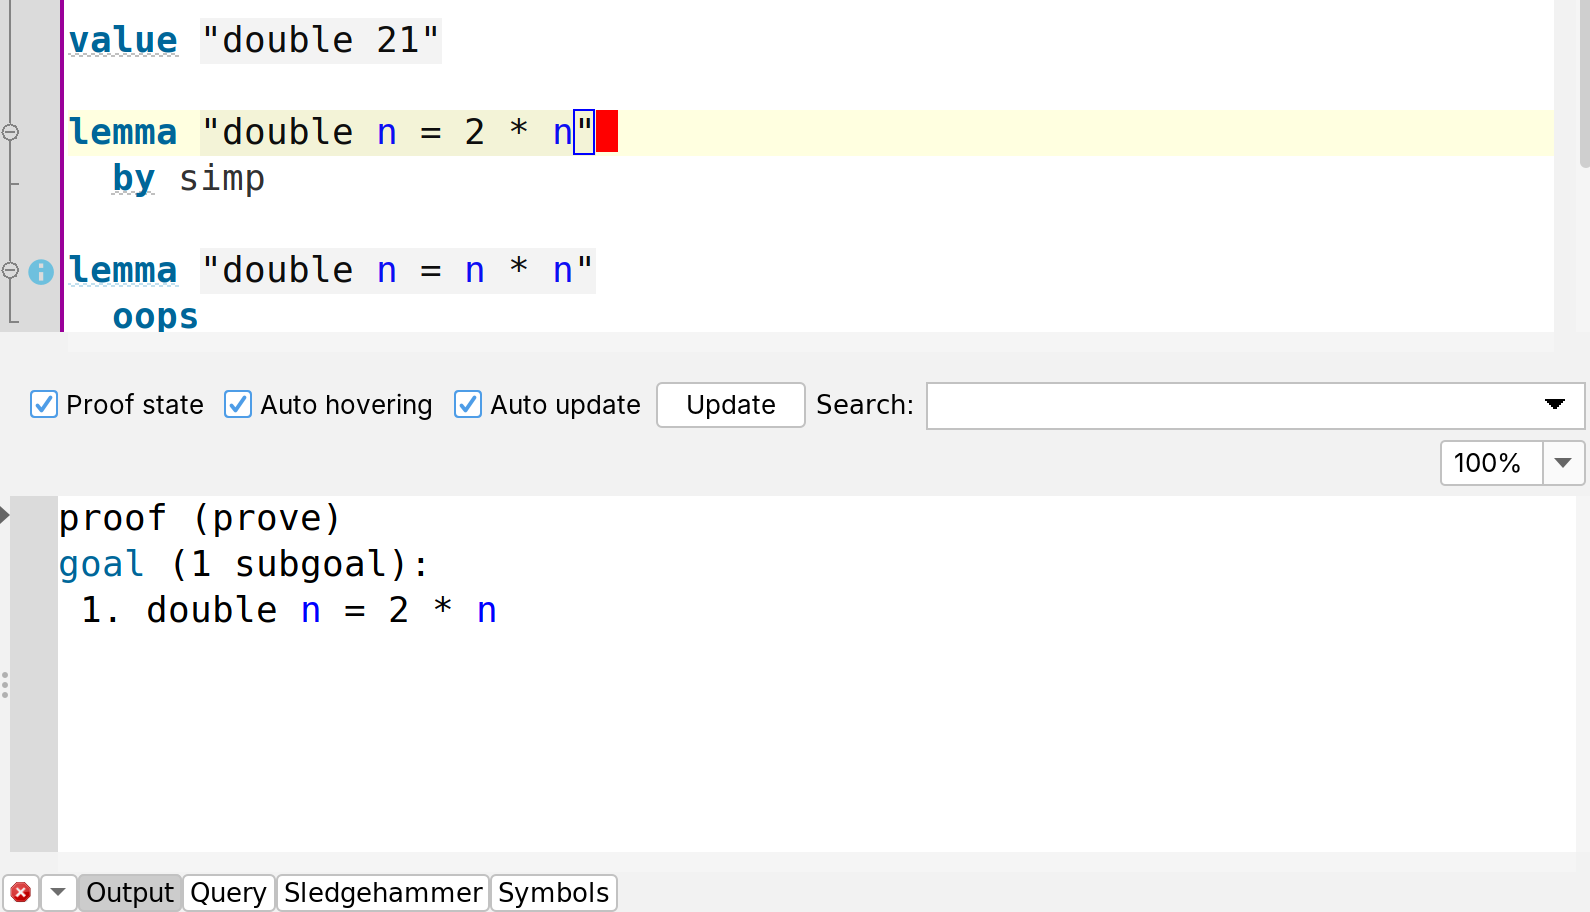 value "double 21"
lemma "double n = 2 * n"
  by simp
lemma "double n = n * n"
  oops
Proof state Auto hovering Auto update Update Search:
100%
proof (prove)
goal (1 subgoal):
 1. double n = 2 * n
Output Query Sledgehammer Symbols